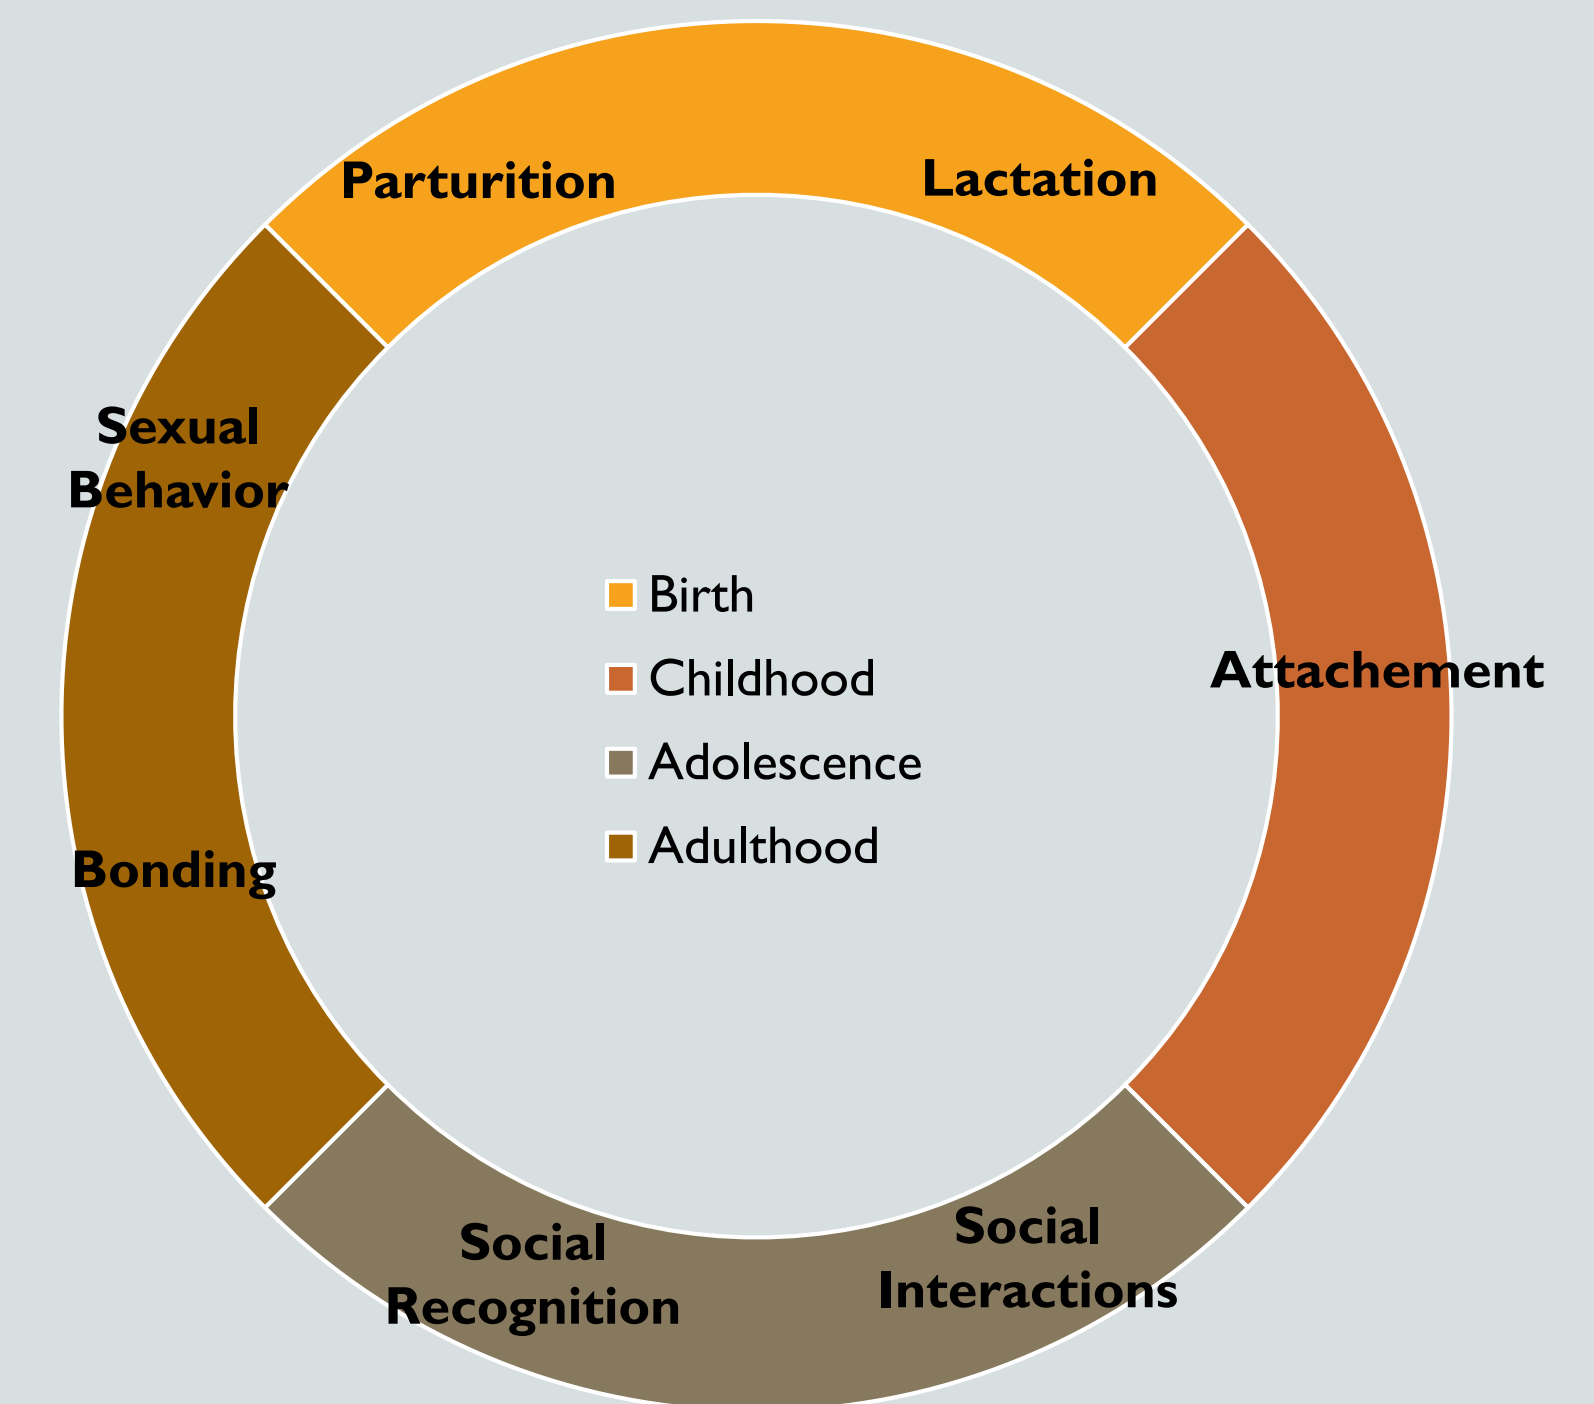 Parturition
Lactation
Sexual
Behavior
Birth
Childhood
Attachement
Adolescence
Adulthood
Bonding
Social
Recognition
Social
Interactions